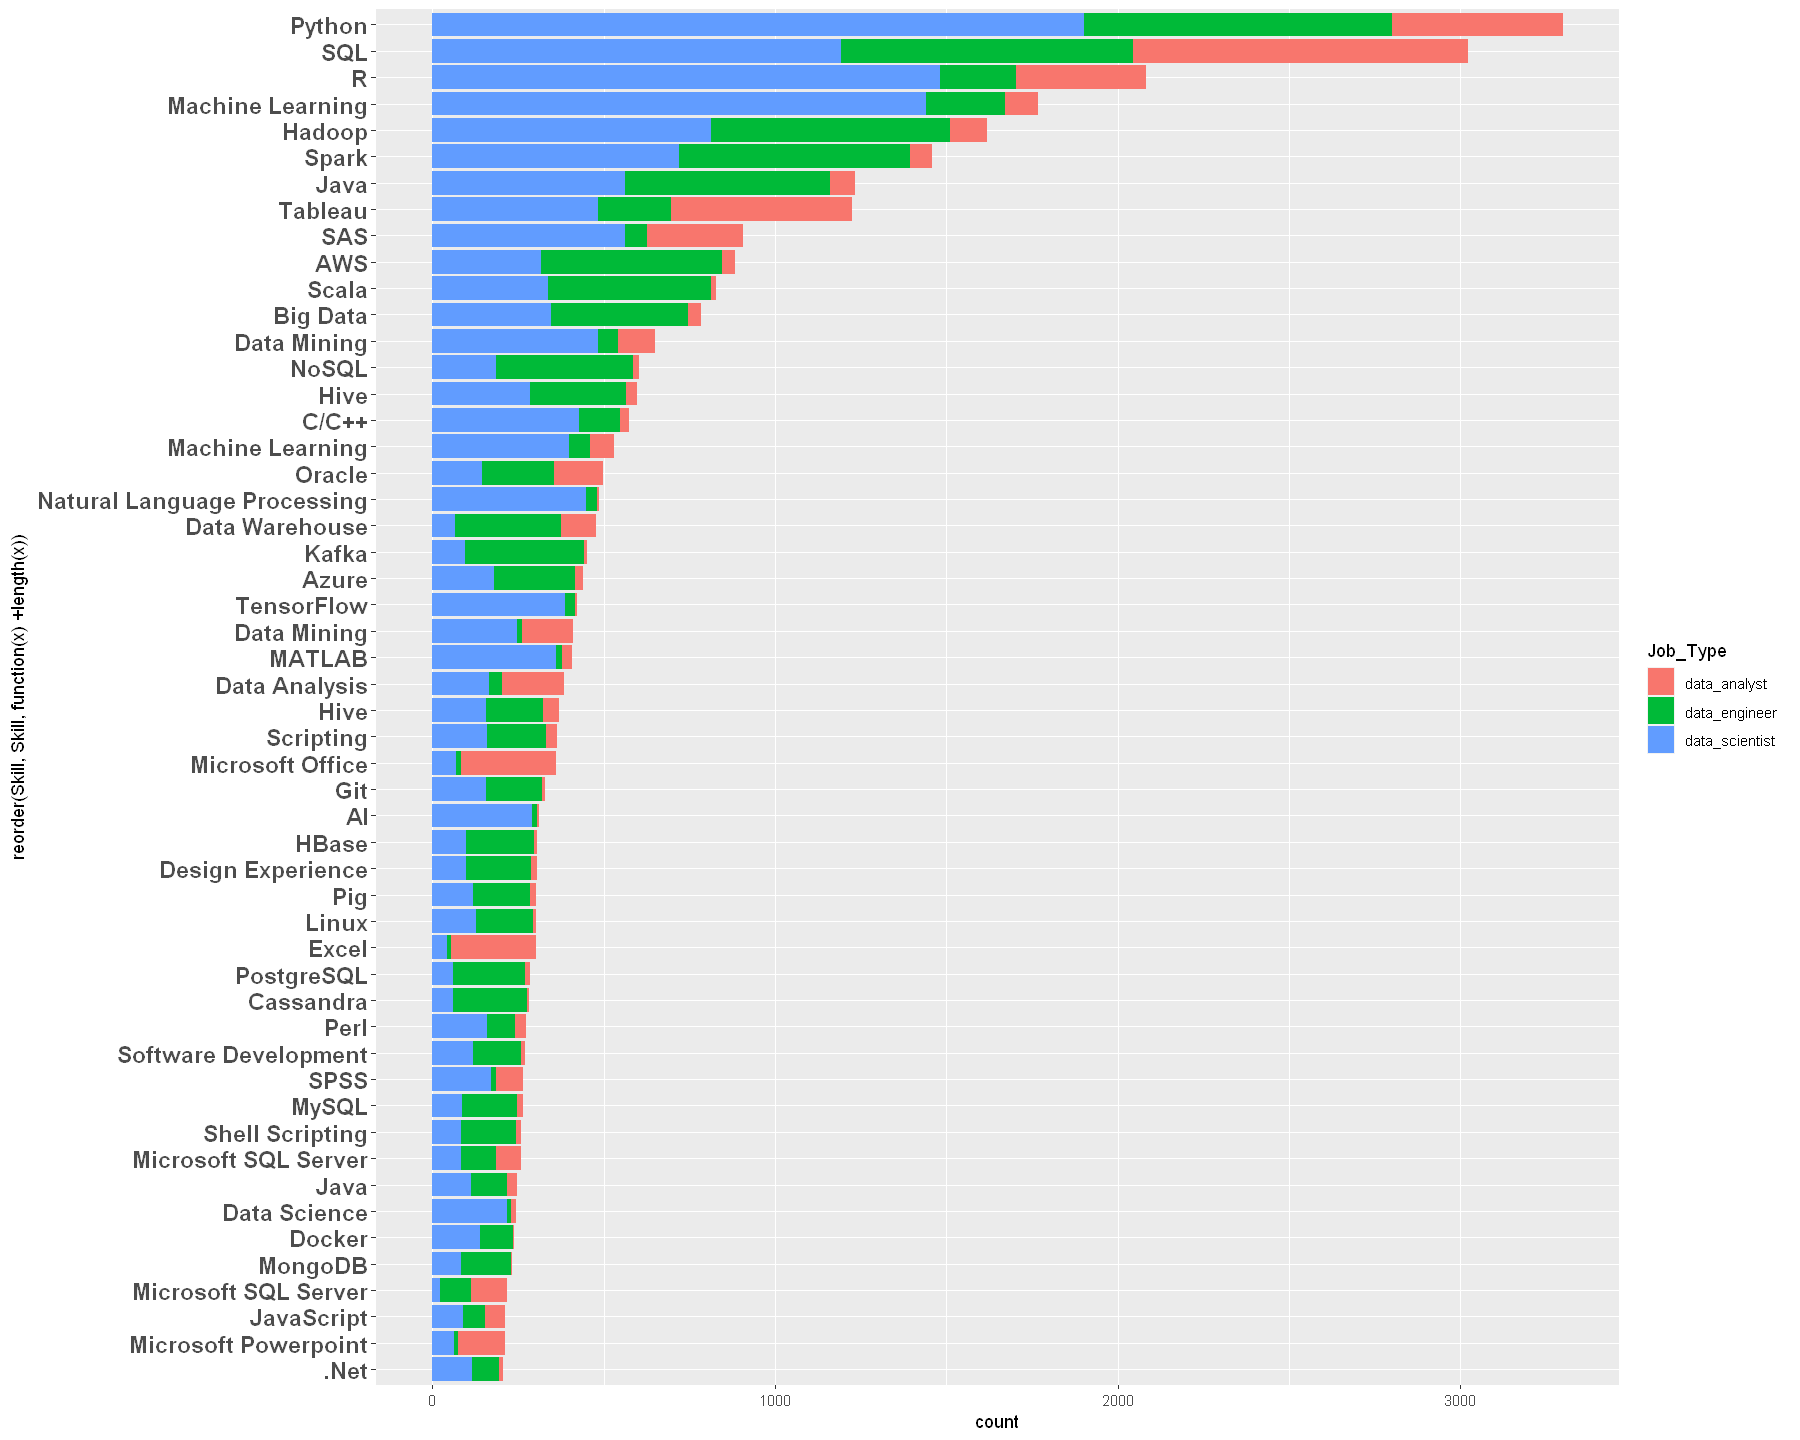 Python
SQL
R
Machine Learning
Hadoop
Spark
Java
Tableau
SAS
AWS
Scala
Big Data
Data Mining
NoSQL
Hive
C/C++
Machine Learning
Oracle
Natural Language Processing
Data Warehouse
Kafka
Azure
TensorFlow
Data Mining
MATLAB
Data Analysis
Hive
Scripting
Microsoft Office
Git
AI
HBase
Design Experience
Pig
Linux
Excel
PostgreSQL
Cassandra
Perl
Software Development
SPSS
MySQL
Shell Scripting
Microsoft SQL Server
Java
Data Science
Docker
MongoDB
Microsoft SQL Server
JavaScript
Microsoft Powerpoint
.Net
reorder(Skill, Skill, function(x) +length(x))
0 1000 2000 3000
count
Job_Type
data_analyst
data_engineer
data_scientist